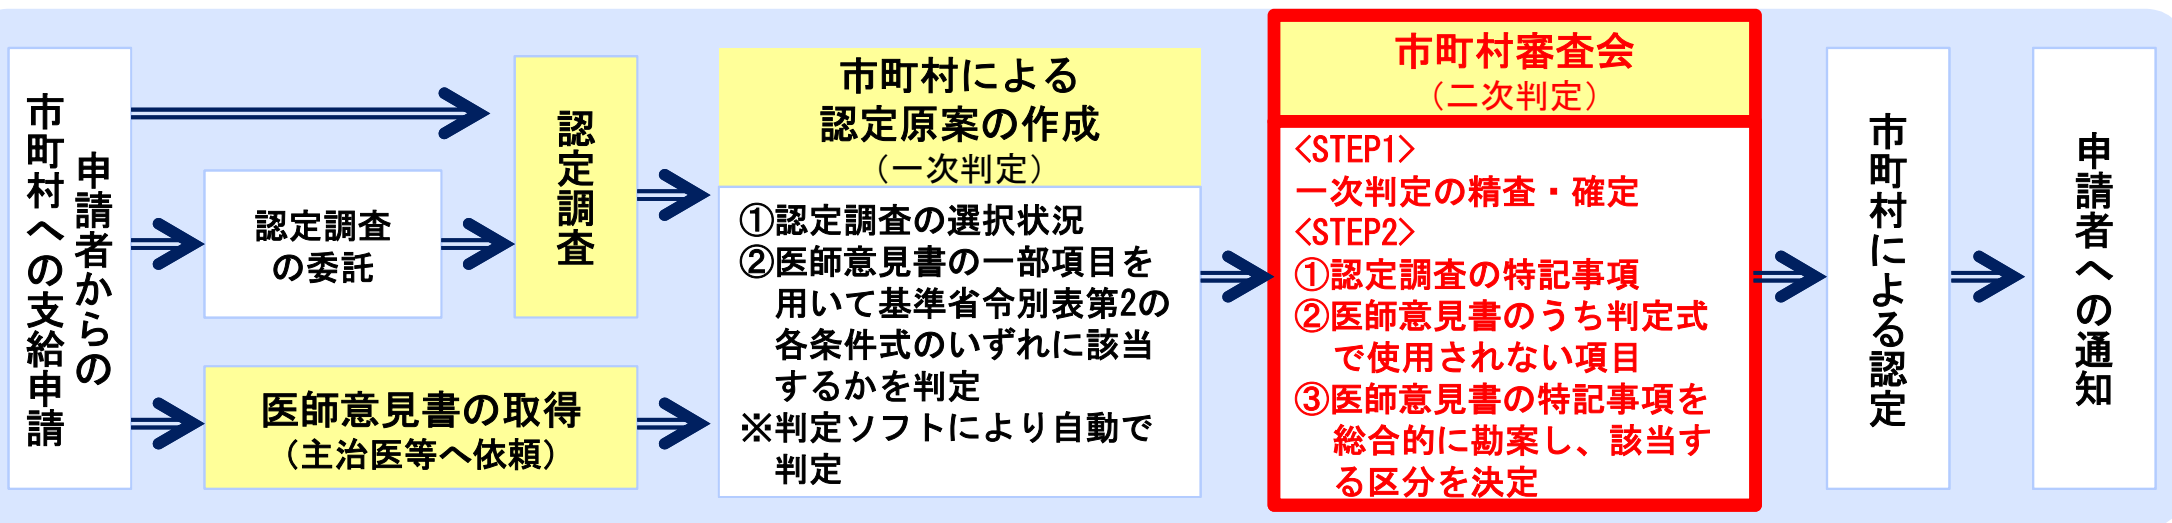 申請者からの
市町村への支給申請
認定調査
の委託
認定調査
医師意見書の取得
（主治医等へ依頼）
市町村による
認定原案の作成
（一次判定）
①認定調査の選択状況
②医師意見書の一部項目を
用いて基準省令別表第2の
各条件式のいずれに該当
するかを判定
※判定ソフトにより自動で
判定
市町村審査会
（二次判定）
<STEP1>
一次判定の精査・確定
<STEP2>
①認定調査の特記事項
②医師意見書のうち判定式
で使用されない項目
③医師意見書の特記事項を
総合的に勘案し、該当す
る区分を決定
市町村による認定
申請者への通知